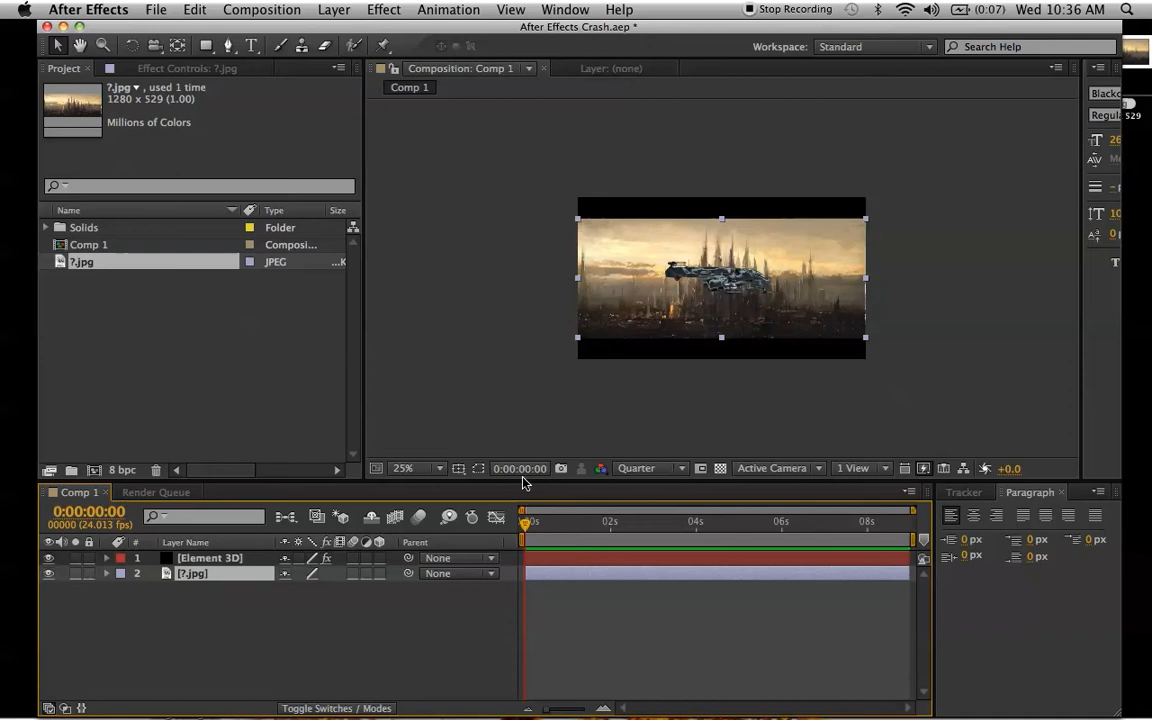 After Effects File Edit Composition Layer Effect Animation View Window Help Stop Recording (0:07) Wed 10:36 AM
After Effects Crash.aep *
Workspace: Standard Search Help
Project Effect Controls: ?.jpg Composition: Comp 1 Layer: (none)
?.jpg , used 1 time
1280 x 529 (1.00)
Millions of Colors
Comp 1
Regula
529
Name Type Size
Solids Folder
Comp 1 Composi...
?.jpg JPEG ...K
T
8 bpc
25% 0:00:00:00 Quarter Active Camera 1 View +0.0
Comp 1 Render Queue
Tracker Paragraph
0:00:00:00
00000 (24.013 fps)
00s 02s 04s 06s 08s
# Layer Name Parent
1 [Element 3D] fx None
2 [?.jpg] None
0 px 0 px 0 px
0 px 0 px
Toggle Switches / Modes